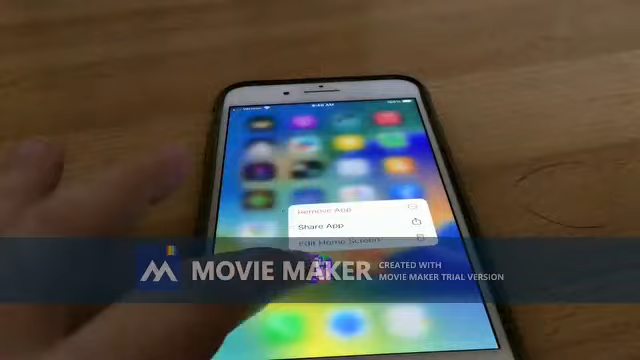 Remove App
Share App
Edit Home Screen
MOVIE MAKER
CREATED WITH
MOVIE MAKER TRIAL VERSION